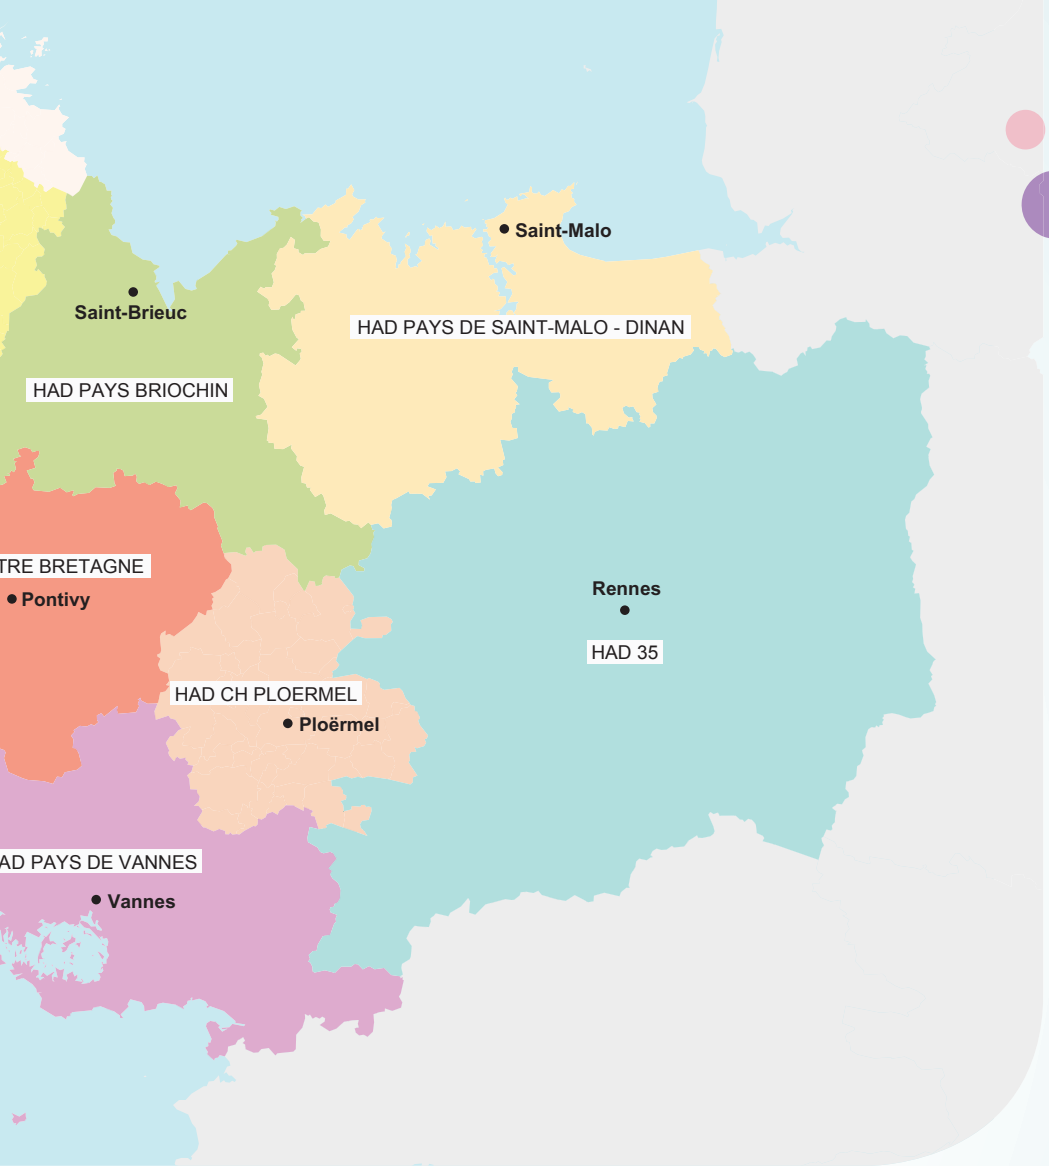 Saint-Malo
Saint-Brieuc
HAD PAYS DE SAINT-MALO - DINAN
HAD PAYS BRIOCHIN
TRE BRETAGNE
Rennes
Pontivy
HAD 35
HAD CH PLOERMEL
Ploërmel
AD PAYS DE VANNES
Vannes